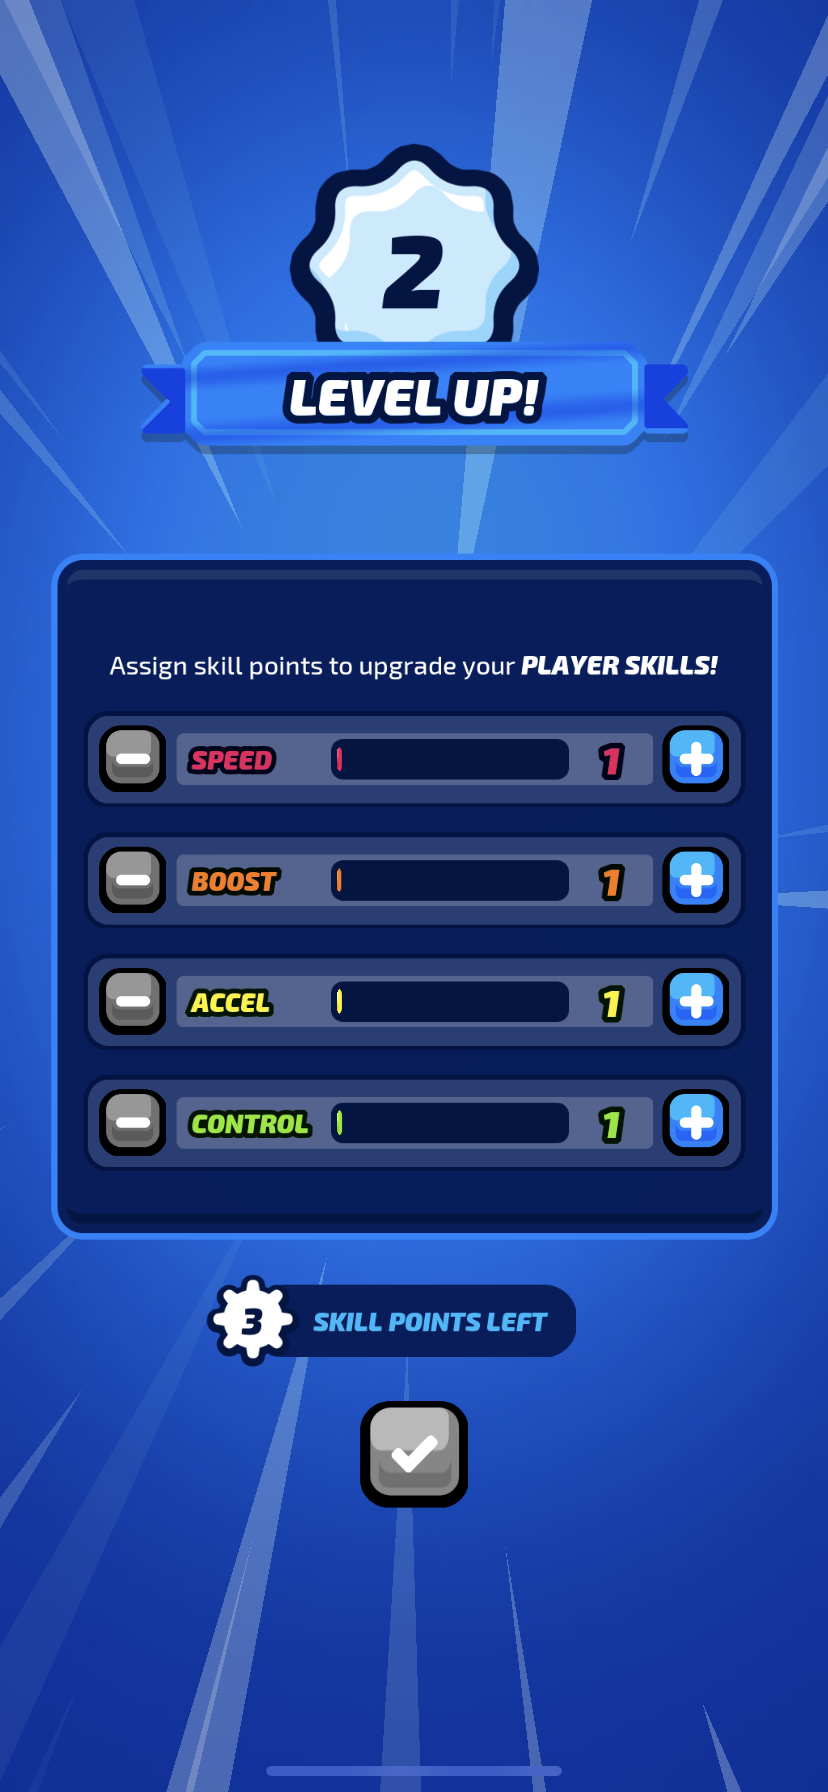 2
LEVEL UP!
Assign skill points to upgrade your PLAYER SKILLS!
SPEED 1
BOOST 1
ACCEL 1
CONTROL 1
3 SKILL POINTS LEFT